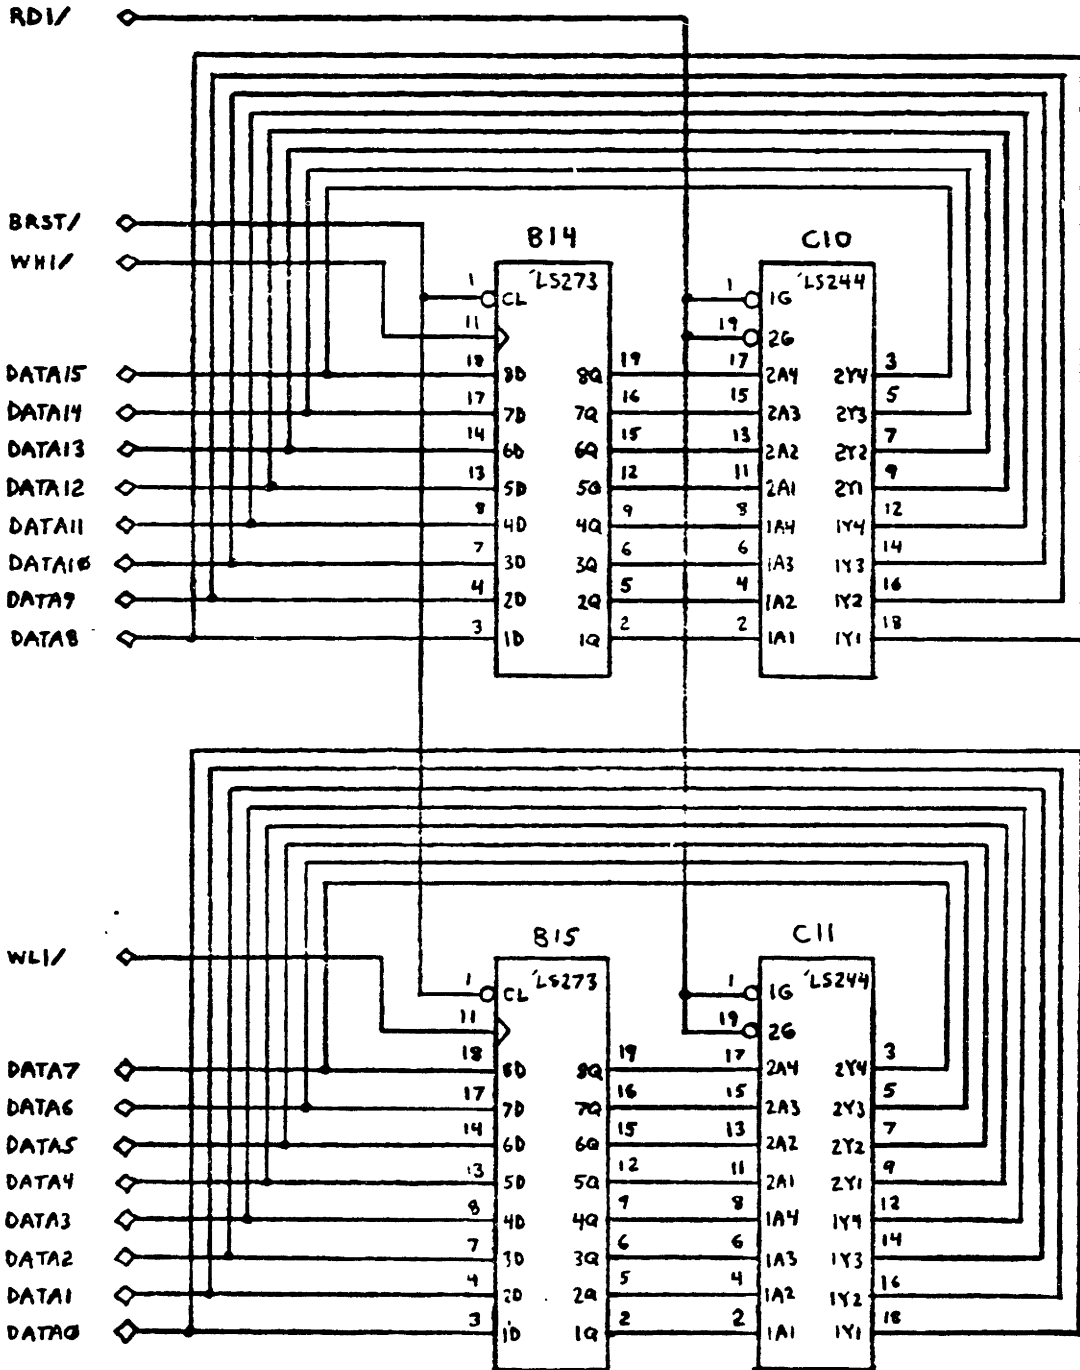 RD1/
BRST/
B14 C10
WH1/
1 CL 'LS273 1 1G 'LS244
11 19 2G
DATA15 18 8D 8Q 19 17 2A4 2Y4 3
DATA14 17 7D 7Q 16 15 2A3 2Y3 5
DATA13 14 6D 6Q 15 13 2A2 2Y2 7
DATA12 13 5D 5Q 12 11 2A1 2Y1 9
DATA11 8 4D 4Q 9 8 1A4 1Y4 12
DATA10 7 3D 3Q 6 6 1A3 1Y3 14
DATA9 4 2D 2Q 5 4 1A2 1Y2 16
DATA8 3 1D 1Q 2 2 1A1 1Y1 18
B15 C11
WL1/
1 CL 'LS273 1 1G 'LS244
11 19 2G
DATA7 18 8D 8Q 19 17 2A4 2Y4 3
DATA6 17 7D 7Q 16 15 2A3 2Y3 5
DATA5 14 6D 6Q 15 13 2A2 2Y2 7
DATA4 13 5D 5Q 12 11 2A1 2Y1 9
DATA3 8 4D 4Q 9 8 1A4 1Y4 12
DATA2 7 3D 3Q 6 6 1A3 1Y3 14
DATA1 4 2D 2Q 5 4 1A2 1Y2 16
DATA0 3 1D 1Q 2 2 1A1 1Y1 18